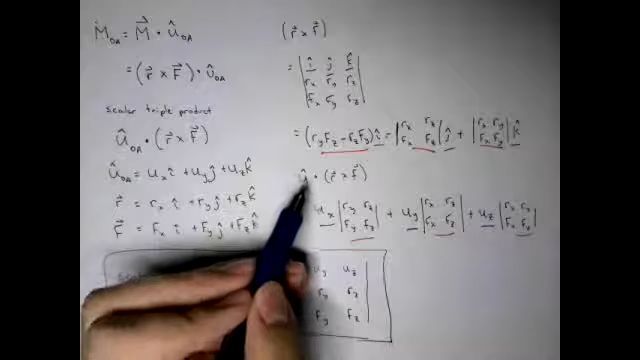 M_OA = M⃗ · û_OA
= (r⃗ × F⃗) · û_OA
scalar triple product
û_OA · (r⃗ × F⃗)
û_OA = u_x î + u_y ĵ + u_z k̂
r⃗ = r_x î + r_y ĵ + r_z k̂
F⃗ = F_x î + F_y ĵ + F_z k̂
(r⃗ × F⃗)
= | î ĵ k̂ |
| r_x r_y r_z |
| F_x F_y F_z |
= (r_y F_z − r_z F_y) î − | r_x r_z | ĵ + | r_x r_y | k̂
| F_x F_z | | F_x F_y |
· (r⃗ × F⃗)
u_x | r_y r_z | + u_y | r_x r_z | + u_z | r_x r_y |
| F_y F_z | | F_x F_z | | F_x F_y |
u_y u_z |
r_y r_z |
F_y F_z |